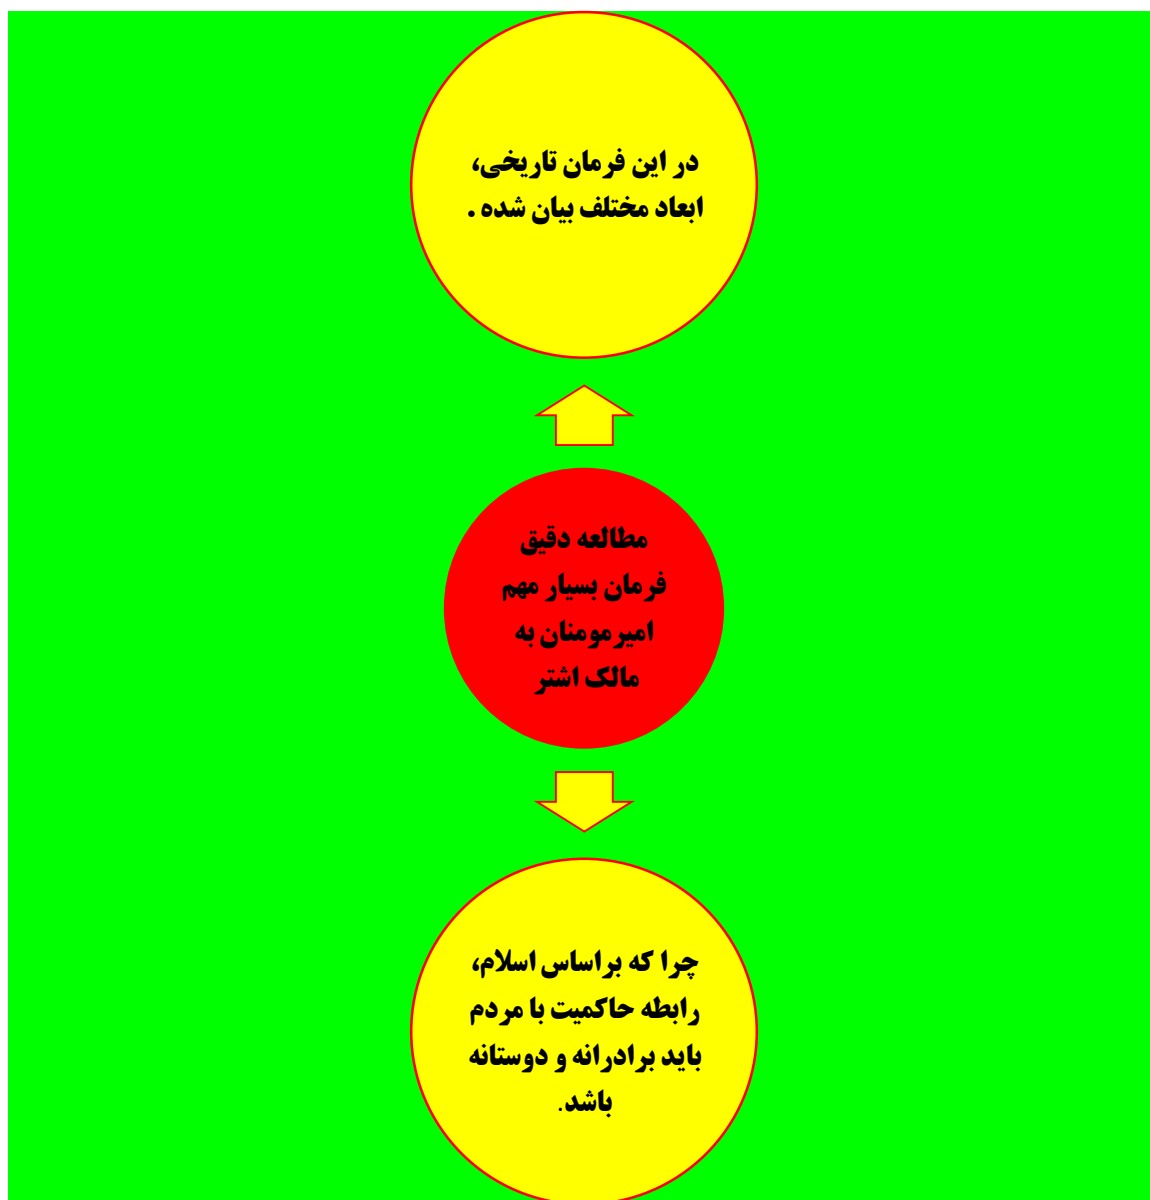 در این فرمان تاریخی،
ابعاد مختلف بیان شده .
مطالعه دقیق
فرمان بسیار مهم
امیرمومنان به
مالک اشتر
چرا که براساس اسلام،
رابطه حاکمیت با مردم
باید برادرانه و دوستانه
باشد.